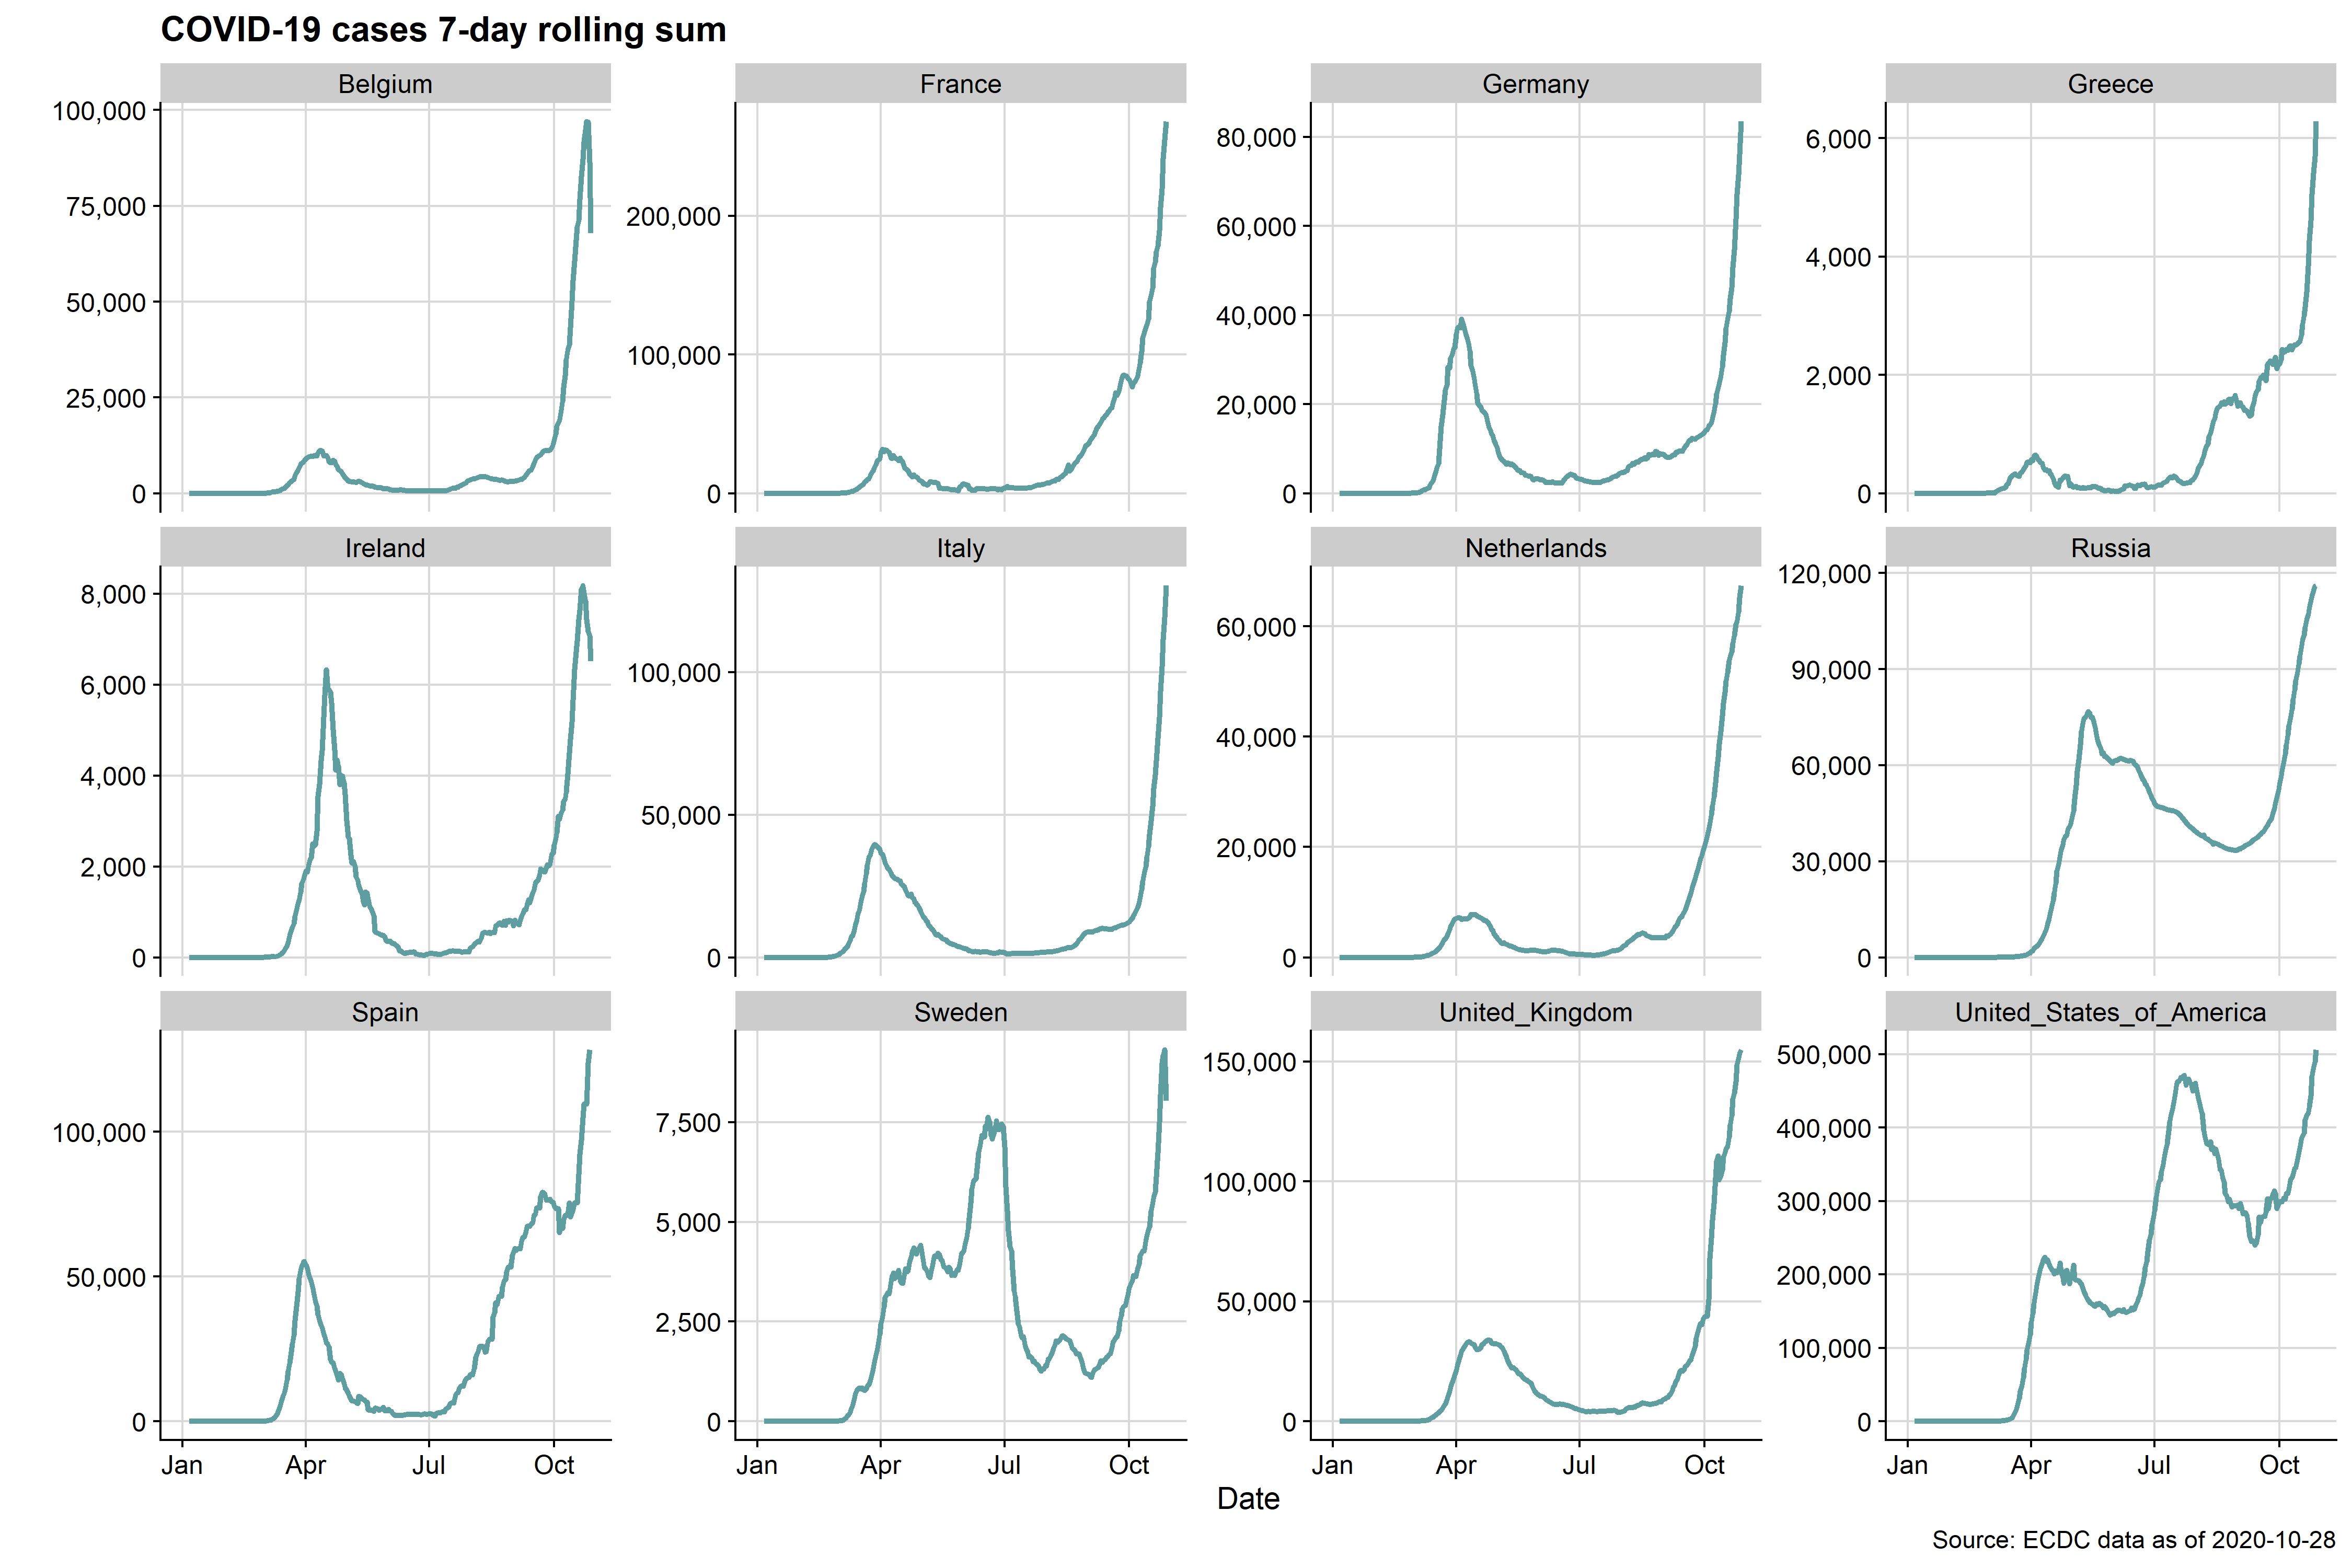 COVID-19 cases 7-day rolling sum
Belgium
100,000
75,000
50,000
25,000
0
France
200,000
100,000
0
Germany
80,000
60,000
40,000
20,000
0
Greece
6,000
4,000
2,000
0
Ireland
8,000
6,000
4,000
2,000
0
Italy
100,000
50,000
0
Netherlands
60,000
40,000
20,000
0
Russia
120,000
90,000
60,000
30,000
0
Spain
100,000
50,000
0
Jan Apr Jul Oct
Sweden
7,500
5,000
2,500
0
Jan Apr Jul Oct
United_Kingdom
150,000
100,000
50,000
0
Jan Apr Jul Oct
United_States_of_America
500,000
400,000
300,000
200,000
100,000
0
Jan Apr Jul Oct
Date
Source: ECDC data as of 2020-10-28